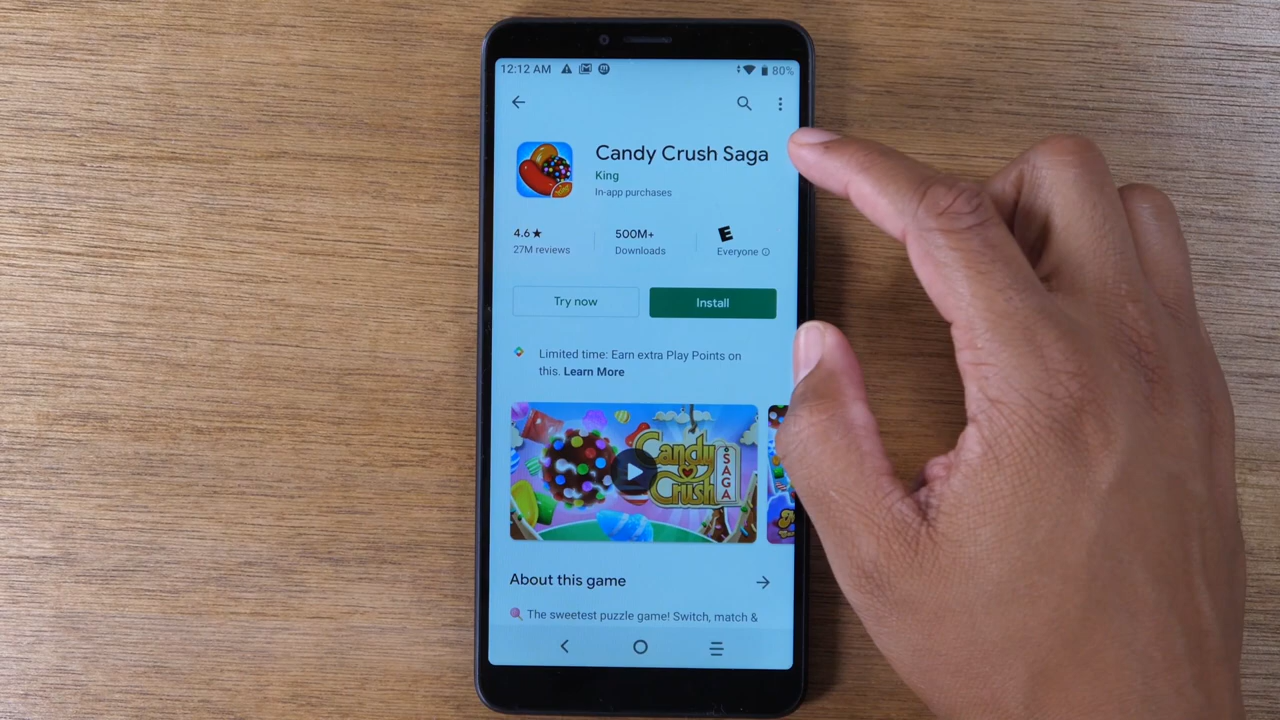 12:12 AM 80%
Candy Crush Saga
King
In-app purchases
4.6★ 500M+ E
27M reviews Downloads Everyone
Try now Install
Limited time: Earn extra Play Points on
this. Learn More
Candy
Crush
SAGA
About this game
The sweetest puzzle game! Switch, match &